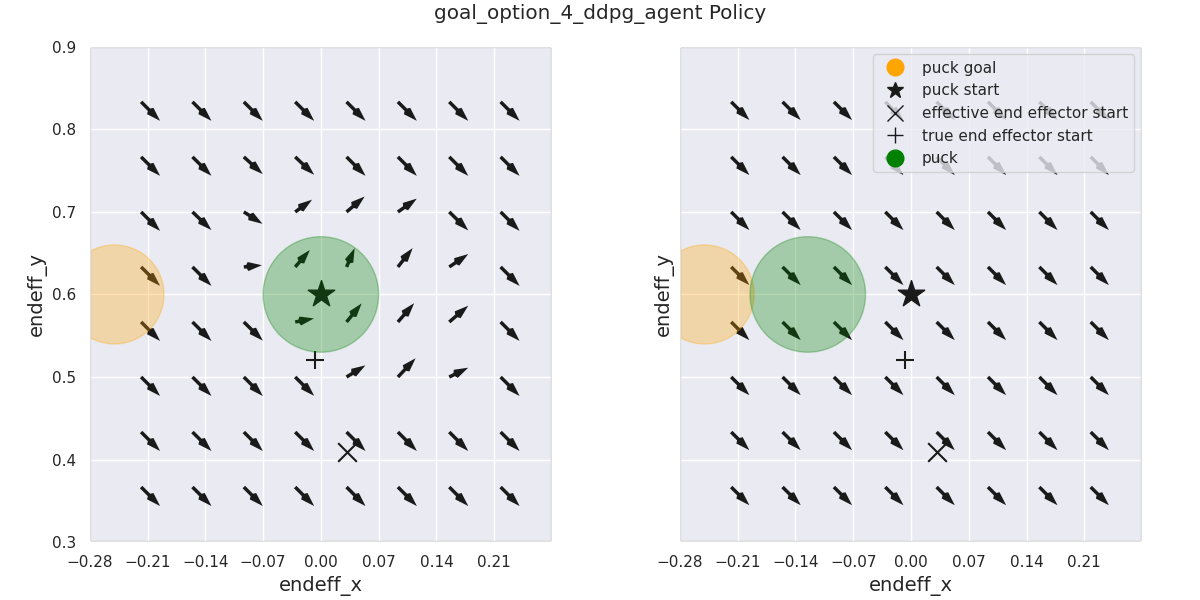 goal_option_4_ddpg_agent Policy
0.9
0.8
0.7
0.6
0.5
0.4
0.3
endeff_y
−0.28 −0.21 −0.14 −0.07 0.00 0.07 0.14 0.21
endeff_x
puck goal
puck start
effective end effector start
true end effector start
puck
endeff_y
−0.28 −0.21 −0.14 −0.07 0.00 0.07 0.14 0.21
endeff_x